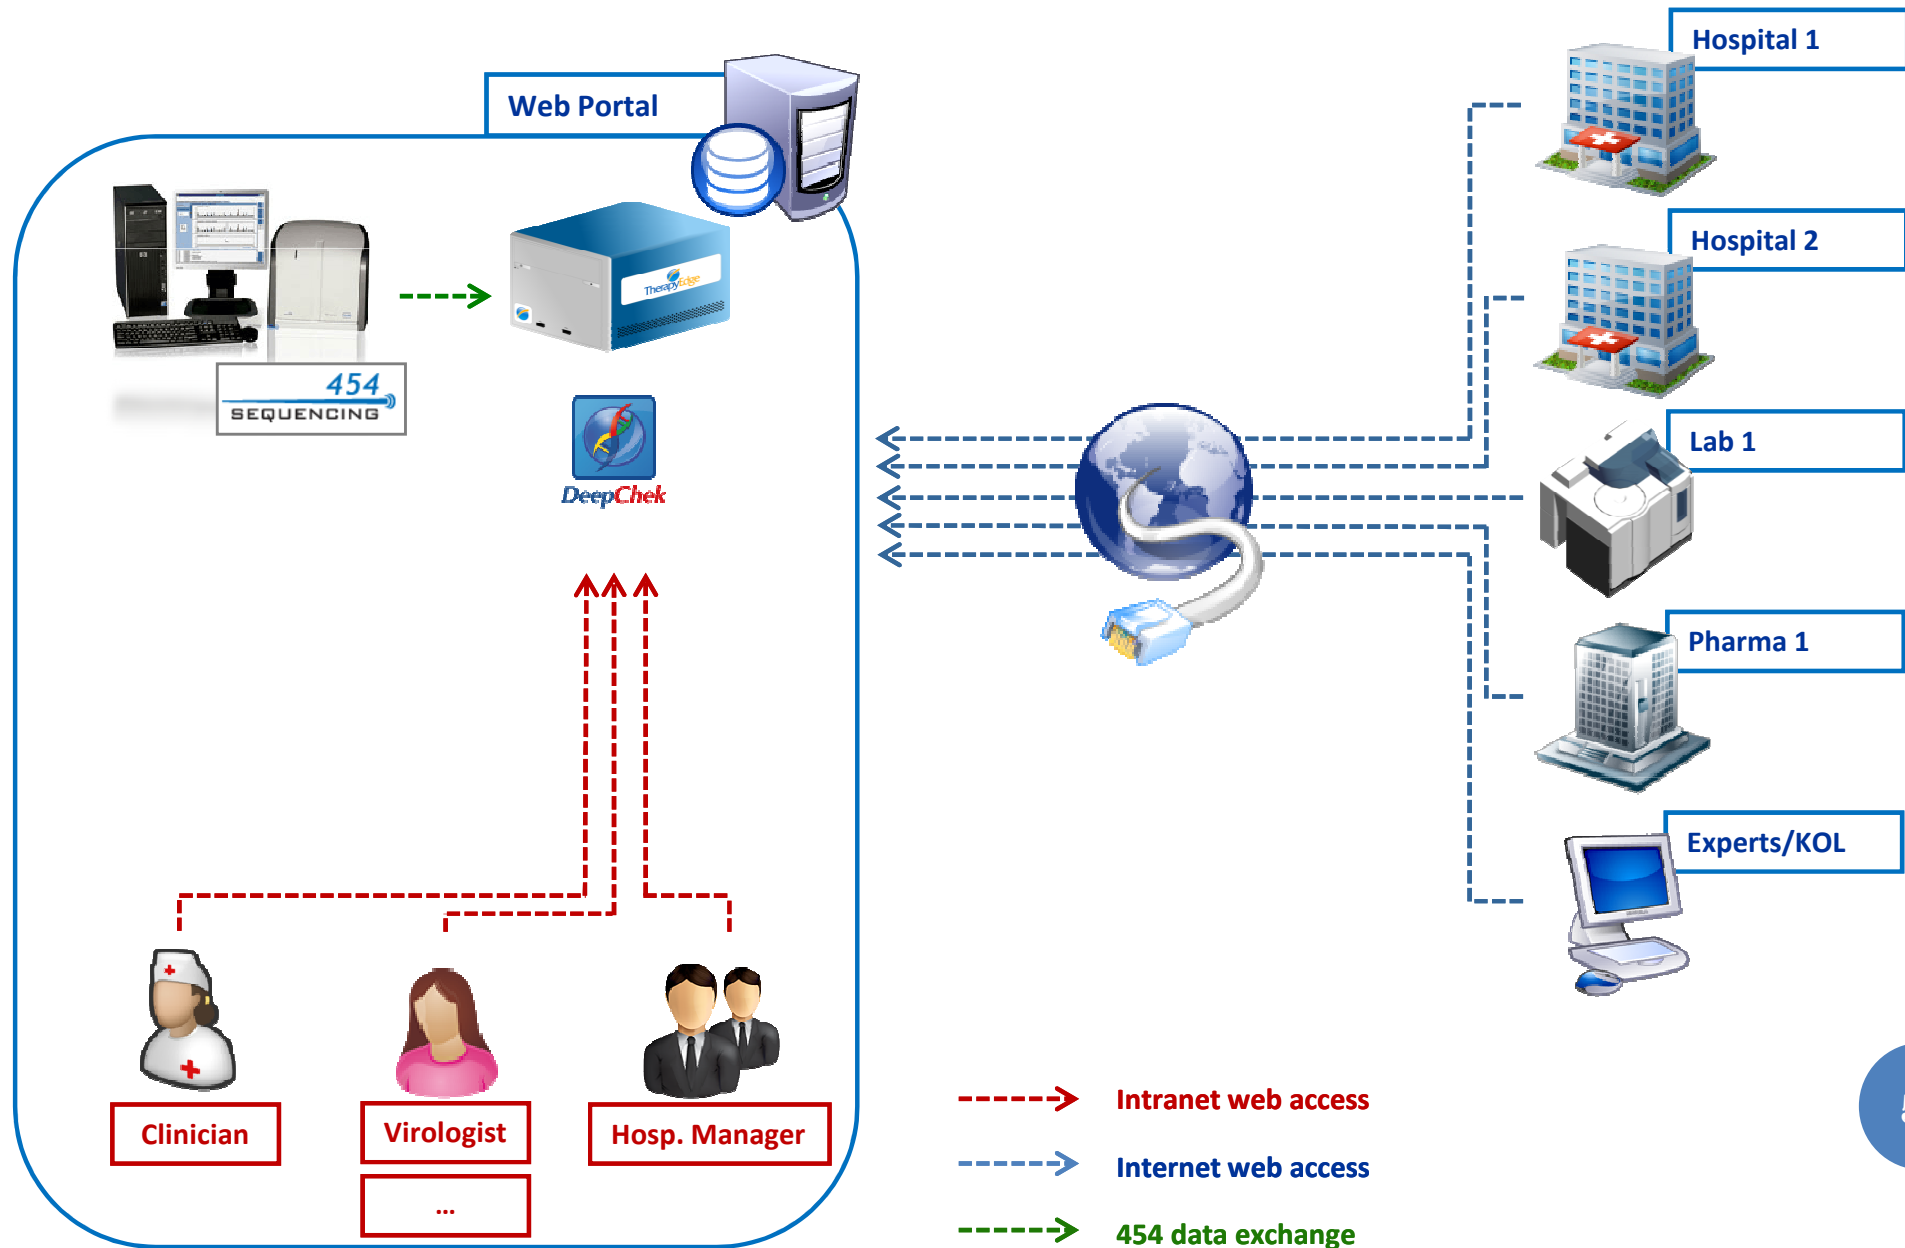 Web Portal
TherapyEdge
454
SEQUENCING
DeepChek
Hospital 1
Hospital 2
Lab 1
Pharma 1
Experts/KOL
Clinician
Virologist
Hosp. Manager
...
Intranet web access
Internet web access
454 data exchange